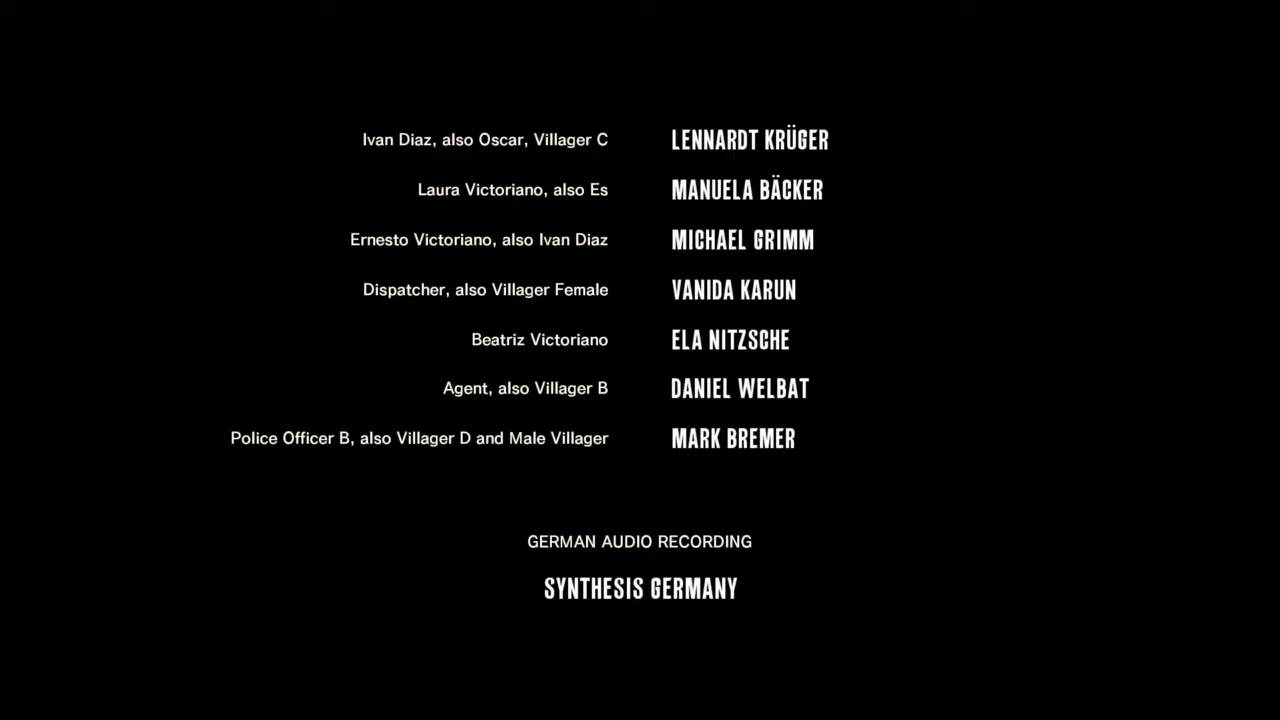 Ivan Diaz, also Oscar, Villager C LENNARDT KRÜGER
Laura Victoriano, also Es MANUELA BÄCKER
Ernesto Victoriano, also Ivan Diaz MICHAEL GRIMM
Dispatcher, also Villager Female VANIDA KARUN
Beatriz Victoriano ELA NITZSCHE
Agent, also Villager B DANIEL WELBAT
Police Officer B, also Villager D and Male Villager MARK BREMER
GERMAN AUDIO RECORDING
SYNTHESIS GERMANY